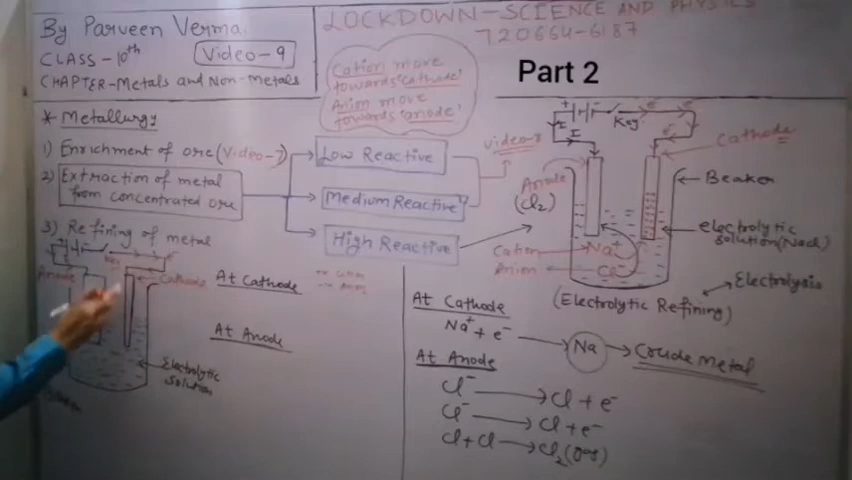 By Parveen Verma
CLASS-10th
Video-9
CHAPTER-Metals and Non-metals
LOCKDOWN-SCIENCE AND PHYSICS
720654-6187
Cation move
towards 'cathode'
Anion move
towards 'anode'
Part 2
* Metallurgy
1) Enrichment of ore (Video-7)
2) Extraction of metal
from concentrated ore
3) Refining of metal
Low Reactive
Medium Reactive
High Reactive
+ -
I
I
Key
e-
e-
e-
Cathode
Anode
(Cl2)
Beaker
electrolytic
solution (NaCl)
Cation
Na+
Anion
Cl-
Electrolysis
(Electrolytic Refining)
Anode
Key
Cathode
Electrolytic
solution
At Cathode
At Anode
At Cathode
Na+ + e- → Na → Crude Metal
At Anode
Cl- → Cl + e-
Cl- → Cl + e-
Cl + Cl → Cl2 (gas)